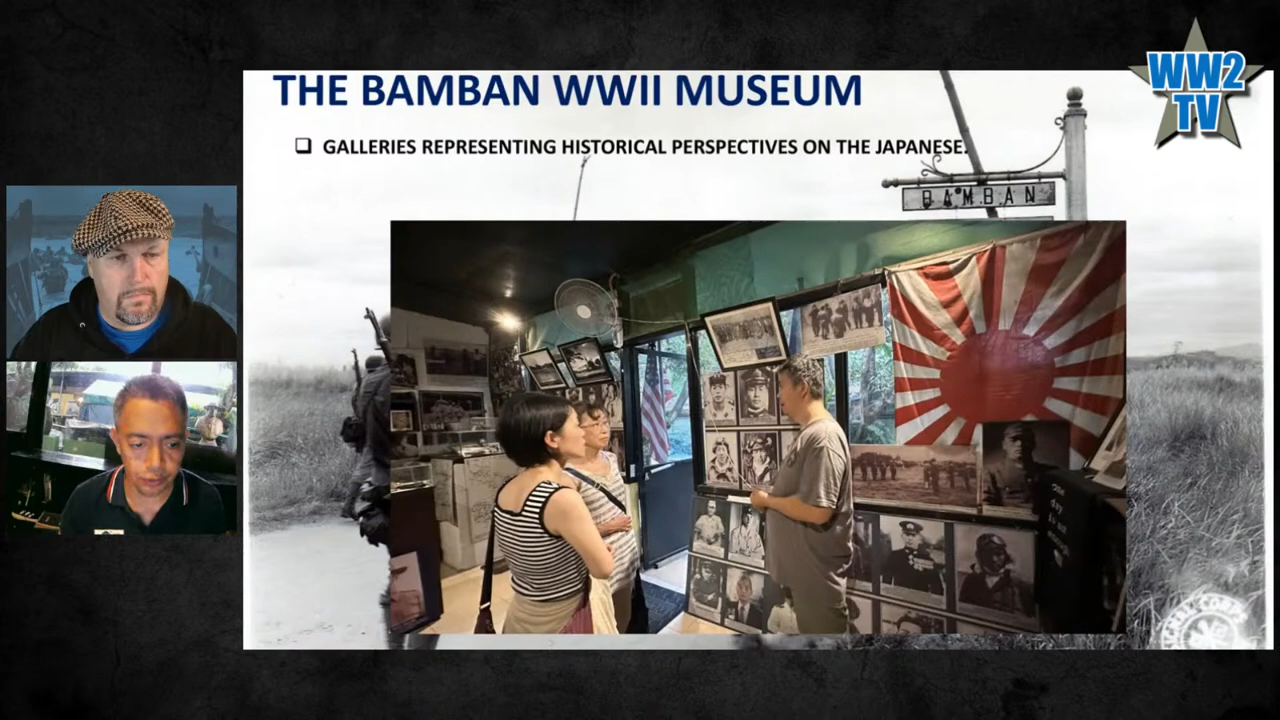 THE BAMBAN WWII MUSEUM
WW2
TV
❑ GALLERIES REPRESENTING HISTORICAL PERSPECTIVES ON THE JAPANESE.
BAMBAN